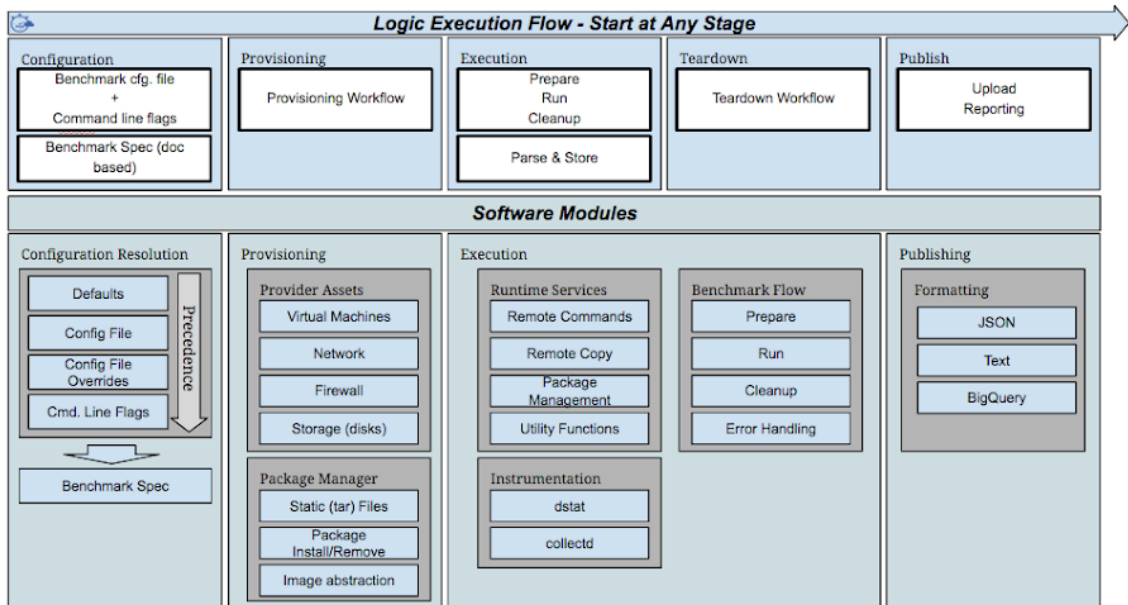 Logic Execution Flow - Start at Any Stage
Configuration
Benchmark cfg. file
+
Command line flags
Benchmark Spec (doc
based)
Provisioning
Provisioning Workflow
Execution
Prepare
Run
Cleanup
Parse & Store
Teardown
Teardown Workflow
Publish
Upload
Reporting
Software Modules
Configuration Resolution
Defaults
Config File
Config File
Overrides
Cmd. Line Flags
Precedence
Benchmark Spec
Provisioning
Provider Assets
Virtual Machines
Network
Firewall
Storage (disks)
Package Manager
Static (tar) Files
Package
Install/Remove
Image abstraction
Execution
Runtime Services
Remote Commands
Remote Copy
Package
Management
Utility Functions
Instrumentation
dstat
collectd
Benchmark Flow
Prepare
Run
Cleanup
Error Handling
Publishing
Formatting
JSON
Text
BigQuery